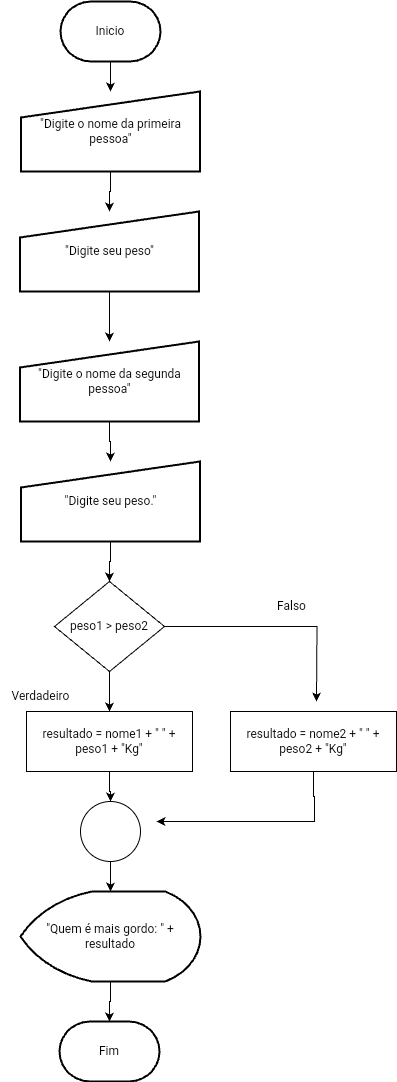 Inicio
"Digite o nome da primeira
pessoa"
"Digite seu peso"
"Digite o nome da segunda
pessoa"
"Digite seu peso."
Falso
peso1 > peso2
Verdadeiro
resultado = nome1 + " " +
peso1 + "Kg"
resultado = nome2 + " " +
peso2 + "Kg"
"Quem é mais gordo: " +
resultado
Fim